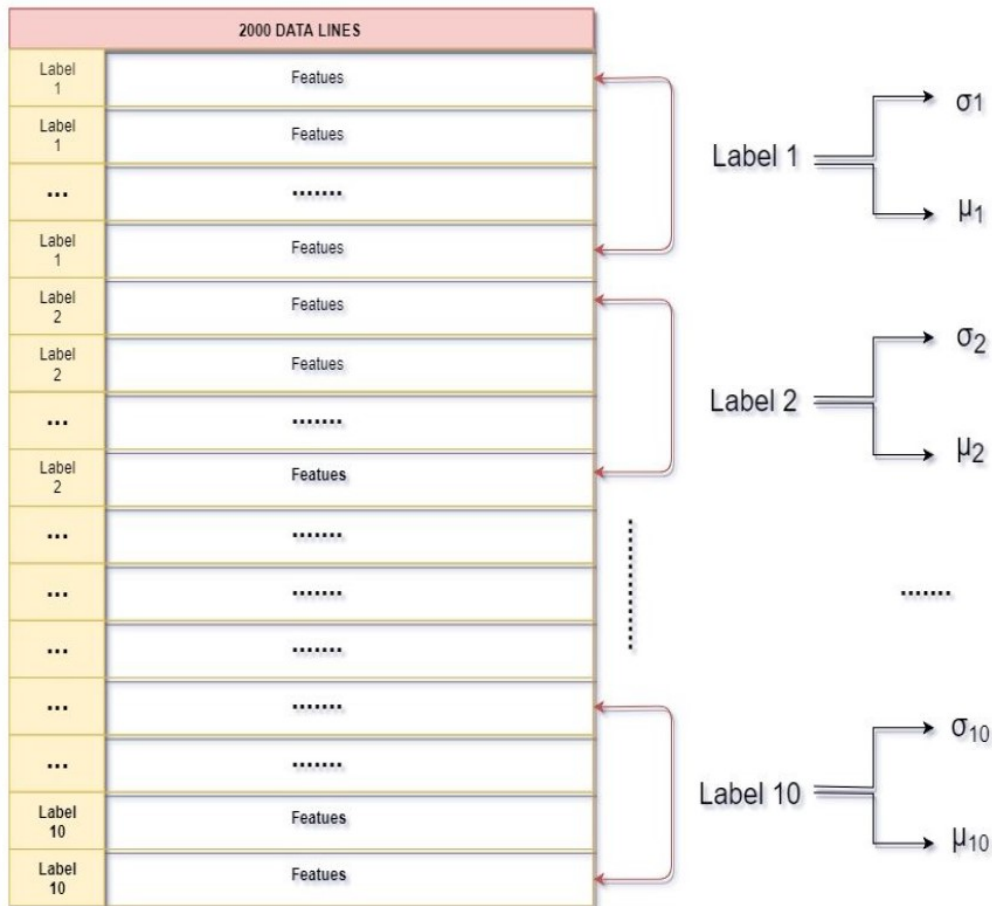 2000 DATA LINES
Label
1
Featues
Label
1
Featues
...
.......
Label
1
Featues
Label
2
Featues
Label
2
Featues
...
.......
Label
2
Featues
...
.......
...
.......
...
.......
...
.......
...
.......
Label
10
Featues
Label
10
Featues
Label 1
σ1
μ1
Label 2
σ2
μ2
.......
Label 10
σ10
μ10